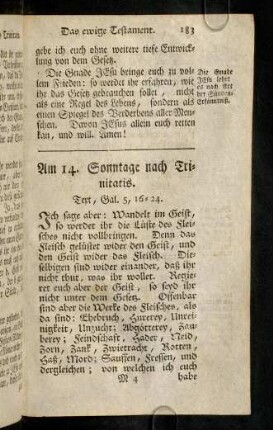 Das ewige Testament. 183
gebe ich euch ohne weitere tiefe Entwick-
lung von dem Gesetz.
Die Gnade JEsu bringe euch zu vol-
lem Frieden: so werdet ihr erfahren, wie
ihr das Gesetz gebrauchen sollet, nicht
als eine Regel des Lebens, sondern als
einen Spiegel des Verderbens aller Men-
schen. Davon JEsus allein euch retten
kan, und will. Amen!
Die Gnade
JEsu lehret
es nach Art
der Sünden-
Erkenntniß.
Am 14. Sonntage nach Tri-
nitatis.
Text, Gal. 5, 16-24.
Ich sage aber: Wandelt im Geist,
so werdet ihr die Lüste des Flei-
sches nicht vollbringen. Denn das
Fleisch gelüstet wider den Geist, und
den Geist wider das Fleisch. Die-
selbigen sind wider einander, daß ihr
nicht thut, was ihr wollet. Regie-
ret euch aber der Geist, so seyd ihr
nicht unter dem Gesetz. Offenbar
sind aber die Werke des Fleisches, als
da sind: Ehebruch, Hurerey, Unrei-
nigkeit, Unzucht; Abgötterey, Zau-
berey; Feindschaft, Hader, Neid,
Zorn, Zank, Zwietracht, Rotten,
Haß, Mord; Sauffen, Fressen, und
dergleichen; von welchen ich euch
M 4 habe